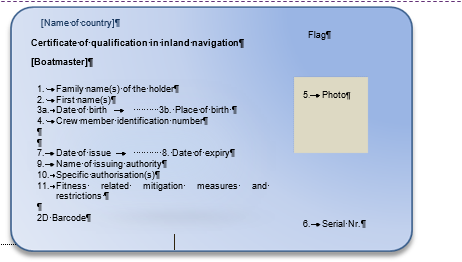 [Name of country]¶
Flag¶
Certificate of qualification in inland navigation¶
[Boatmaster]¶
1.→Family name(s) of the holder¶
2.→First name(s)¶
3a.→Date of birth → ··········3b. Place of birth ¶
4.→Crew member identification number¶
¶
¶
5.→Photo¶
7.→Date of issue → ··········8. Date of expiry¶
9.→Name of issuing authority¶
10.→Specific authorisation(s)¶
11.→Fitness related mitigation measures and
restrictions ¶
¶
2D Barcode¶
6.→Serial Nr.¶